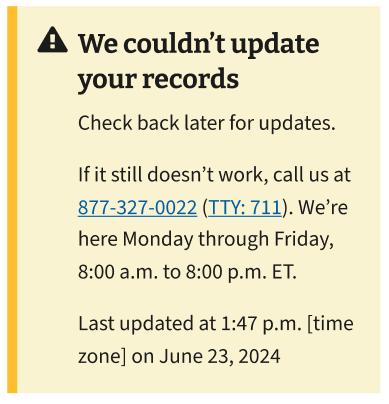 We couldn’t update
your records
Check back later for updates.
If it still doesn’t work, call us at
877-327-0022 (TTY: 711). We’re
here Monday through Friday,
8:00 a.m. to 8:00 p.m. ET.
Last updated at 1:47 p.m. [time
zone] on June 23, 2024